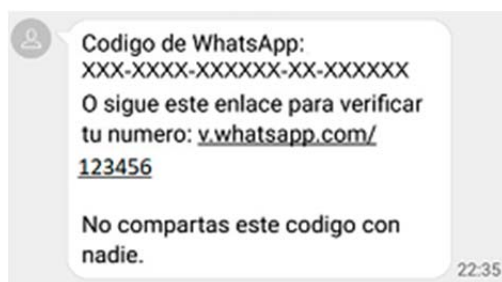 Codigo de WhatsApp:
XXX-XXXX-XXXXXX-XX-XXXXXX
O sigue este enlace para verificar
tu numero: v.whatsapp.com/
123456
No compartas este codigo con
nadie.
22:35